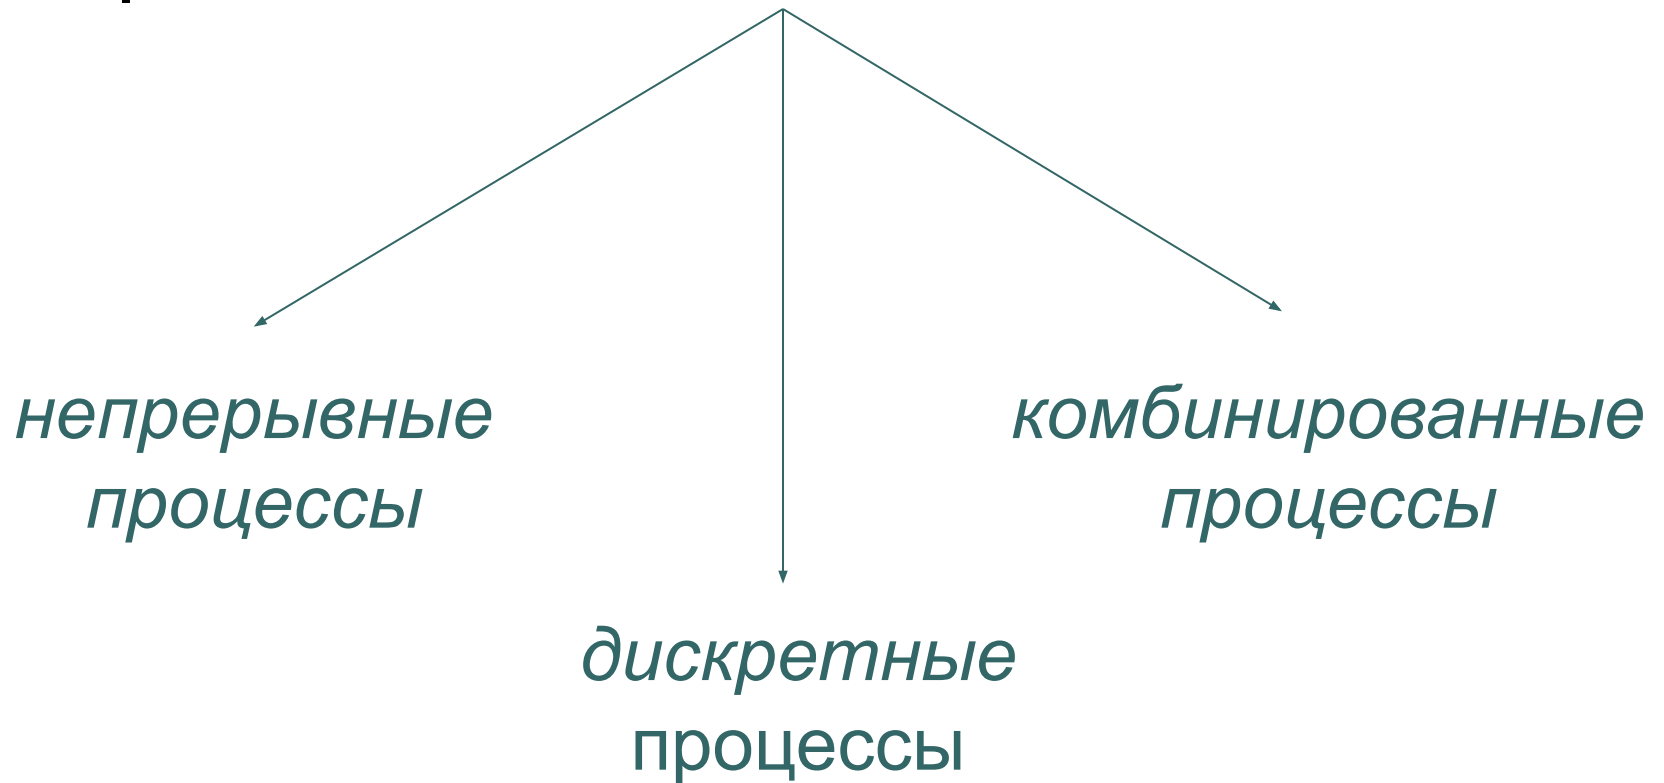 непрерывные
процессы
комбинированные
процессы
дискретные
процессы